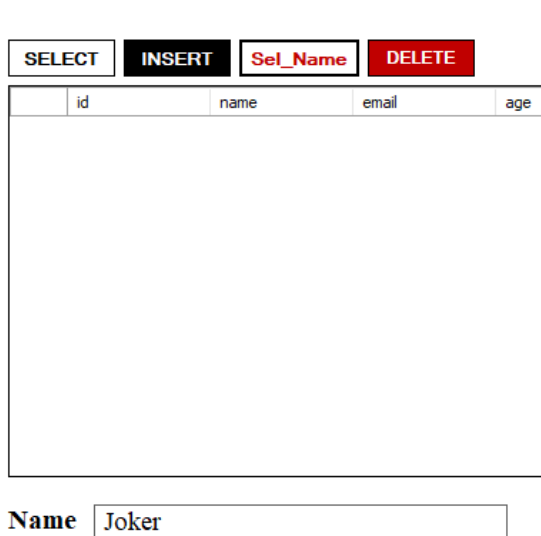 SELECT INSERT Sel_Name DELETE
id name email age
Name Joker